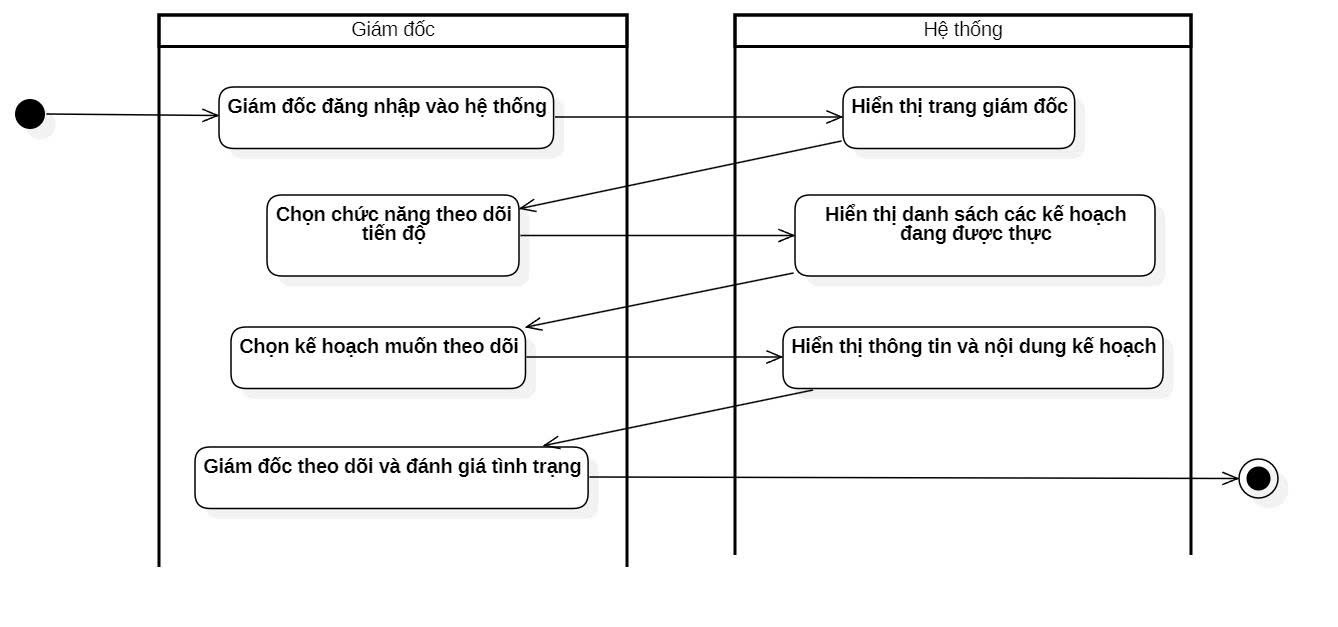 Giám đốc
Hệ thống
Giám đốc đăng nhập vào hệ thống
Hiển thị trang giám đốc
Chọn chức năng theo dõi
tiến độ
Hiển thị danh sách các kế hoạch
đang được thực
Chọn kế hoạch muốn theo dõi
Hiển thị thông tin và nội dung kế hoạch
Giám đốc theo dõi và đánh giá tình trạng